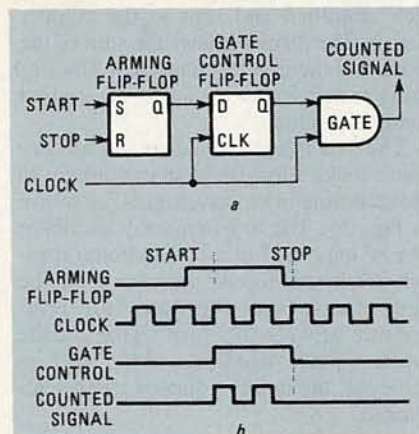 COUNTED
SIGNAL
GATE
CONTROL
FLIP-FLOP
ARMING
FLIP-FLOP
START
S Q
D Q
STOP
R
CLK
GATE
CLOCK
a
START STOP
ARMING
FLIP-FLOP
CLOCK
GATE
CONTROL
COUNTED
SIGNAL
b